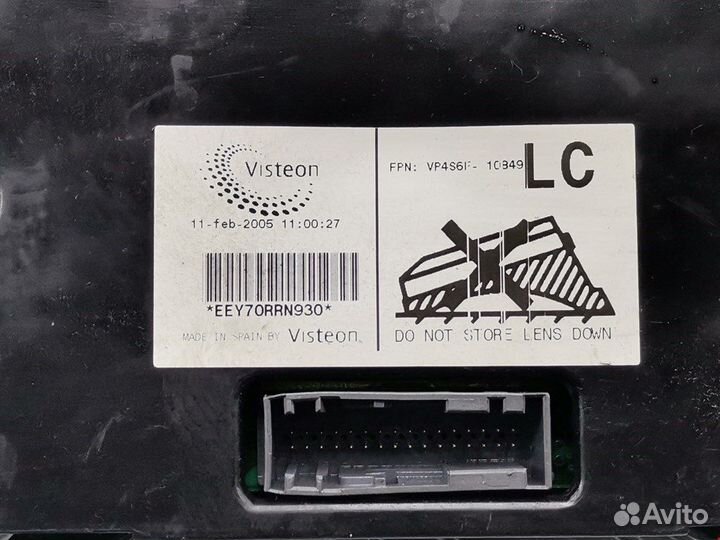 Visteon
11-feb-2005 11:00:27
*EEY70RRN930*
MADE IN SPAIN BY Visteon
FPN: VP4S6F- 10849 LC
DO NOT STORE LENS DOWN
Avito